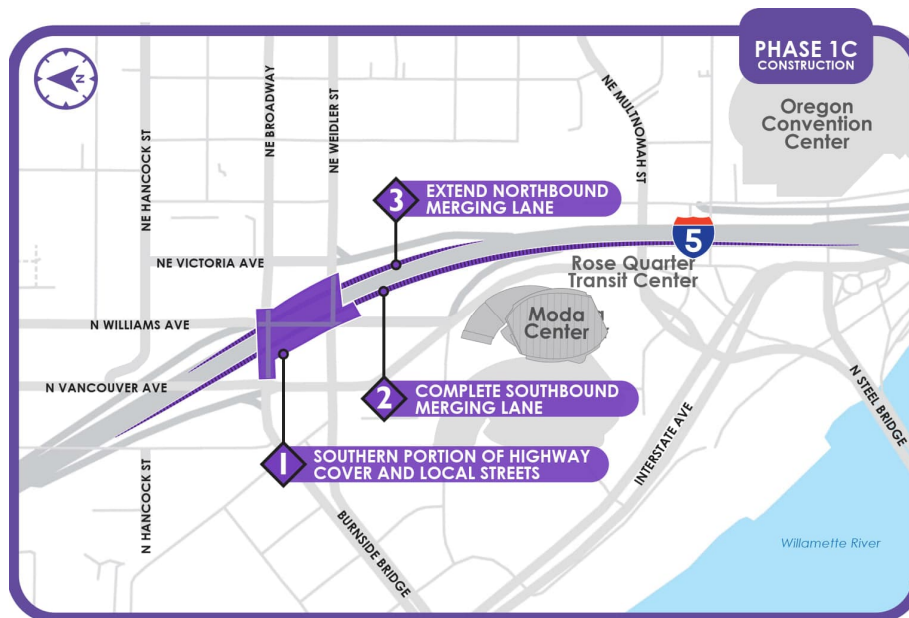 PHASE 1C
CONSTRUCTION
N
NE HANCOCK ST
NE BROADWAY
NE WEIDLER ST
NE MULTNOMAH ST
Oregon
Convention
Center
3
EXTEND NORTHBOUND
MERGING LANE
5
NE VICTORIA AVE
Rose Quarter
Transit Center
N WILLIAMS AVE
Moda
Center
N VANCOUVER AVE
2
COMPLETE SOUTHBOUND
MERGING LANE
N STEEL BRIDGE
INTERSTATE AVE
1
SOUTHERN PORTION OF HIGHWAY
COVER AND LOCAL STREETS
N HANCOCK ST
BURNSIDE BRIDGE
Willamette River